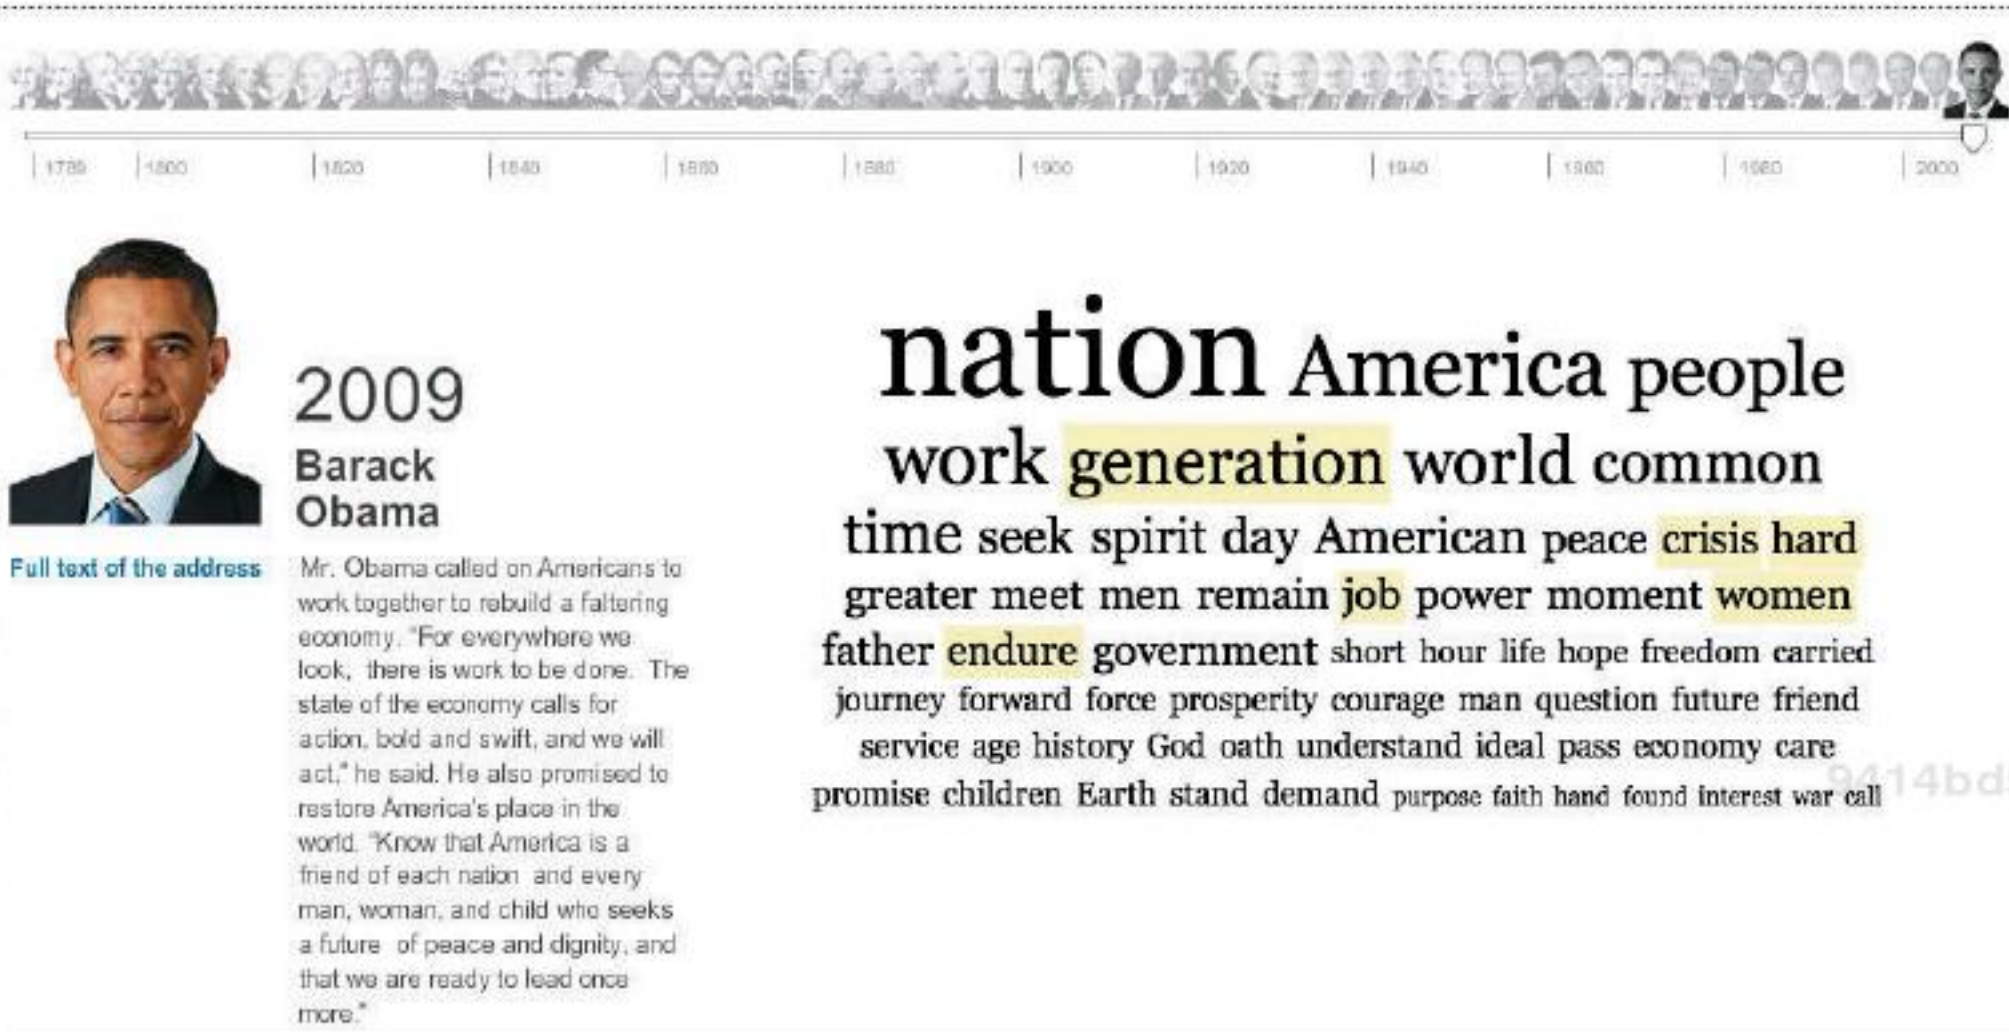 1789 1800 1820 1840 1860 1880 1900 1920 1940 1960 1980 2000
2009
Barack
Obama
Full text of the address
Mr. Obama called on Americans to
work together to rebuild a faltering
economy. "For everywhere we
look, there is work to be done. The
state of the economy calls for
action, bold and swift, and we will
act," he said. He also promised to
restore America's place in the
world. "Know that America is a
friend of each nation and every
man, woman, and child who seeks
a future of peace and dignity, and
that we are ready to lead once
more."
nation America people
work generation world common
time seek spirit day American peace crisis hard
greater meet men remain job power moment women
father endure government short hour life hope freedom carried
journey forward force prosperity courage man question future friend
service age history God oath understand ideal pass economy care
promise children Earth stand demand purpose faith hand found interest war call